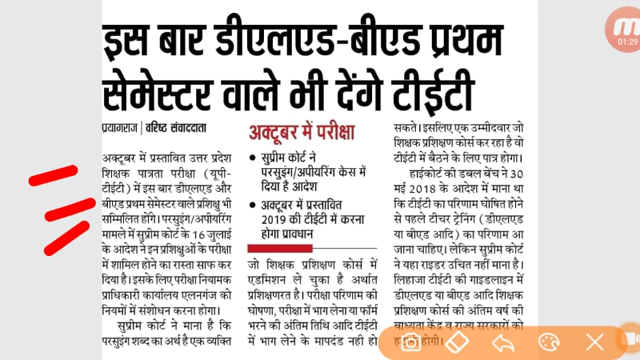 इस बार डीएलएड-बीएड प्रथम
सेमेस्टर वाले भी देंगे टीईटी
प्रयागराज | वरिष्ठ संवाददाता
अक्टूबर में प्रस्तावित उत्तर प्रदेश
शिक्षक पात्रता परीक्षा (यूपी-
टीईटी) में इस बार डीएलएड और
बीएड प्रथम सेमेस्टर वाले प्रशिक्षु भी
सम्मिलित होंगे। परसुइंग/अपीयरिंग
मामले में सुप्रीम कोर्ट के 16 जुलाई
के आदेश ने इन प्रशिक्षुओं के परीक्षा
में शामिल होने का रास्ता साफ कर
दिया है। इसके लिए परीक्षा नियामक
प्राधिकारी कार्यालय एलनगंज को
नियमों में संशोधन करना होगा।
सुप्रीम कोर्ट ने माना है कि
परसुइंग शब्द का अर्थ है एक व्यक्ति
अक्टूबर में परीक्षा
• सुप्रीम कोर्ट ने
परसुइंग/अपीयरिंग केस में
दिया है आदेश
• अक्टूबर में प्रस्तावित
2019 की टीईटी में करना
होगा प्रावधान
जो शिक्षक प्रशिक्षण कोर्स में
एडमिशन ले चुका है अर्थात
प्रशिक्षणरत है। परीक्षा परिणाम की
घोषणा, परीक्षा में भाग लेना या फॉर्म
भरने की अंतिम तिथि आदि टीईटी
में भाग लेने के मापदंड नही हो
सकते। इसलिए एक उम्मीदवार जो
शिक्षक प्रशिक्षण कोर्स कर रहा है वो
टीईटी में बैठने के लिए पात्र होगा।
हाईकोर्ट की डबल बेंच ने 30
मई 2018 के आदेश में माना था
कि टीईटी का परिणाम घोषित होने
से पहले टीचर ट्रेनिंग (डीएलएड
या बीएड आदि) का परिणाम आ
जाना चाहिए। लेकिन सुप्रीम कोर्ट
ने यहा राइडर उचित नहीं माना है।
लिहाजा टीईटी की गाइडलाइन में
डीएलएड या बीएड आदि शिक्षक
प्रशिक्षण कोर्स की अंतिम वर्ष की
बाध्यता केंद्र व राज्य सरकारों को
होगी।
01:29